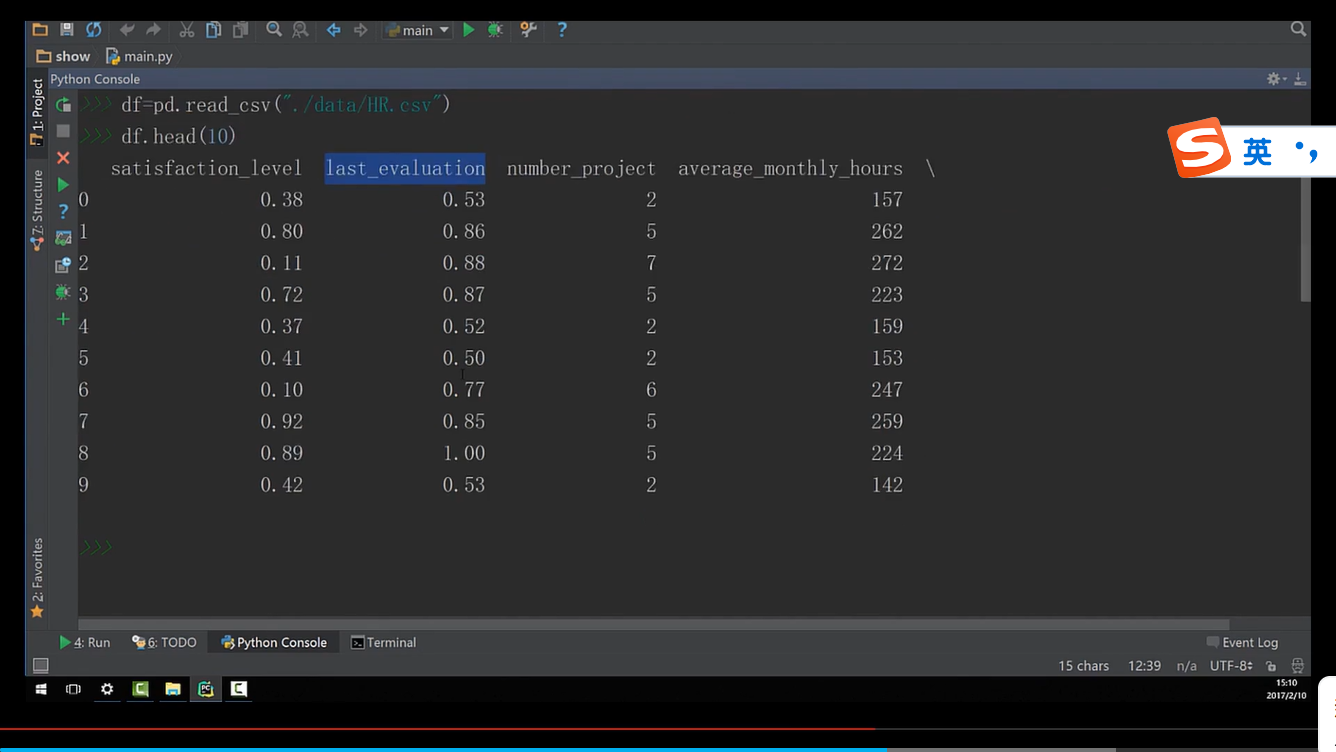 main
show main.py
Python Console
1: Project
Z: Structure
2: Favorites
>>> df=pd.read_csv("./data/HR.csv")
>>> df.head(10)
satisfaction_level last_evaluation number_project average_monthly_hours \
0 0.38 0.53 2 157
1 0.80 0.86 5 262
2 0.11 0.88 7 272
3 0.72 0.87 5 223
4 0.37 0.52 2 159
5 0.41 0.50 2 153
6 0.10 0.77 6 247
7 0.92 0.85 5 259
8 0.89 1.00 5 224
9 0.42 0.53 2 142
>>>
S 英
4: Run 6: TODO Python Console Terminal Event Log
15 chars 12:39 n/a UTF-8
15:10
2017/2/10